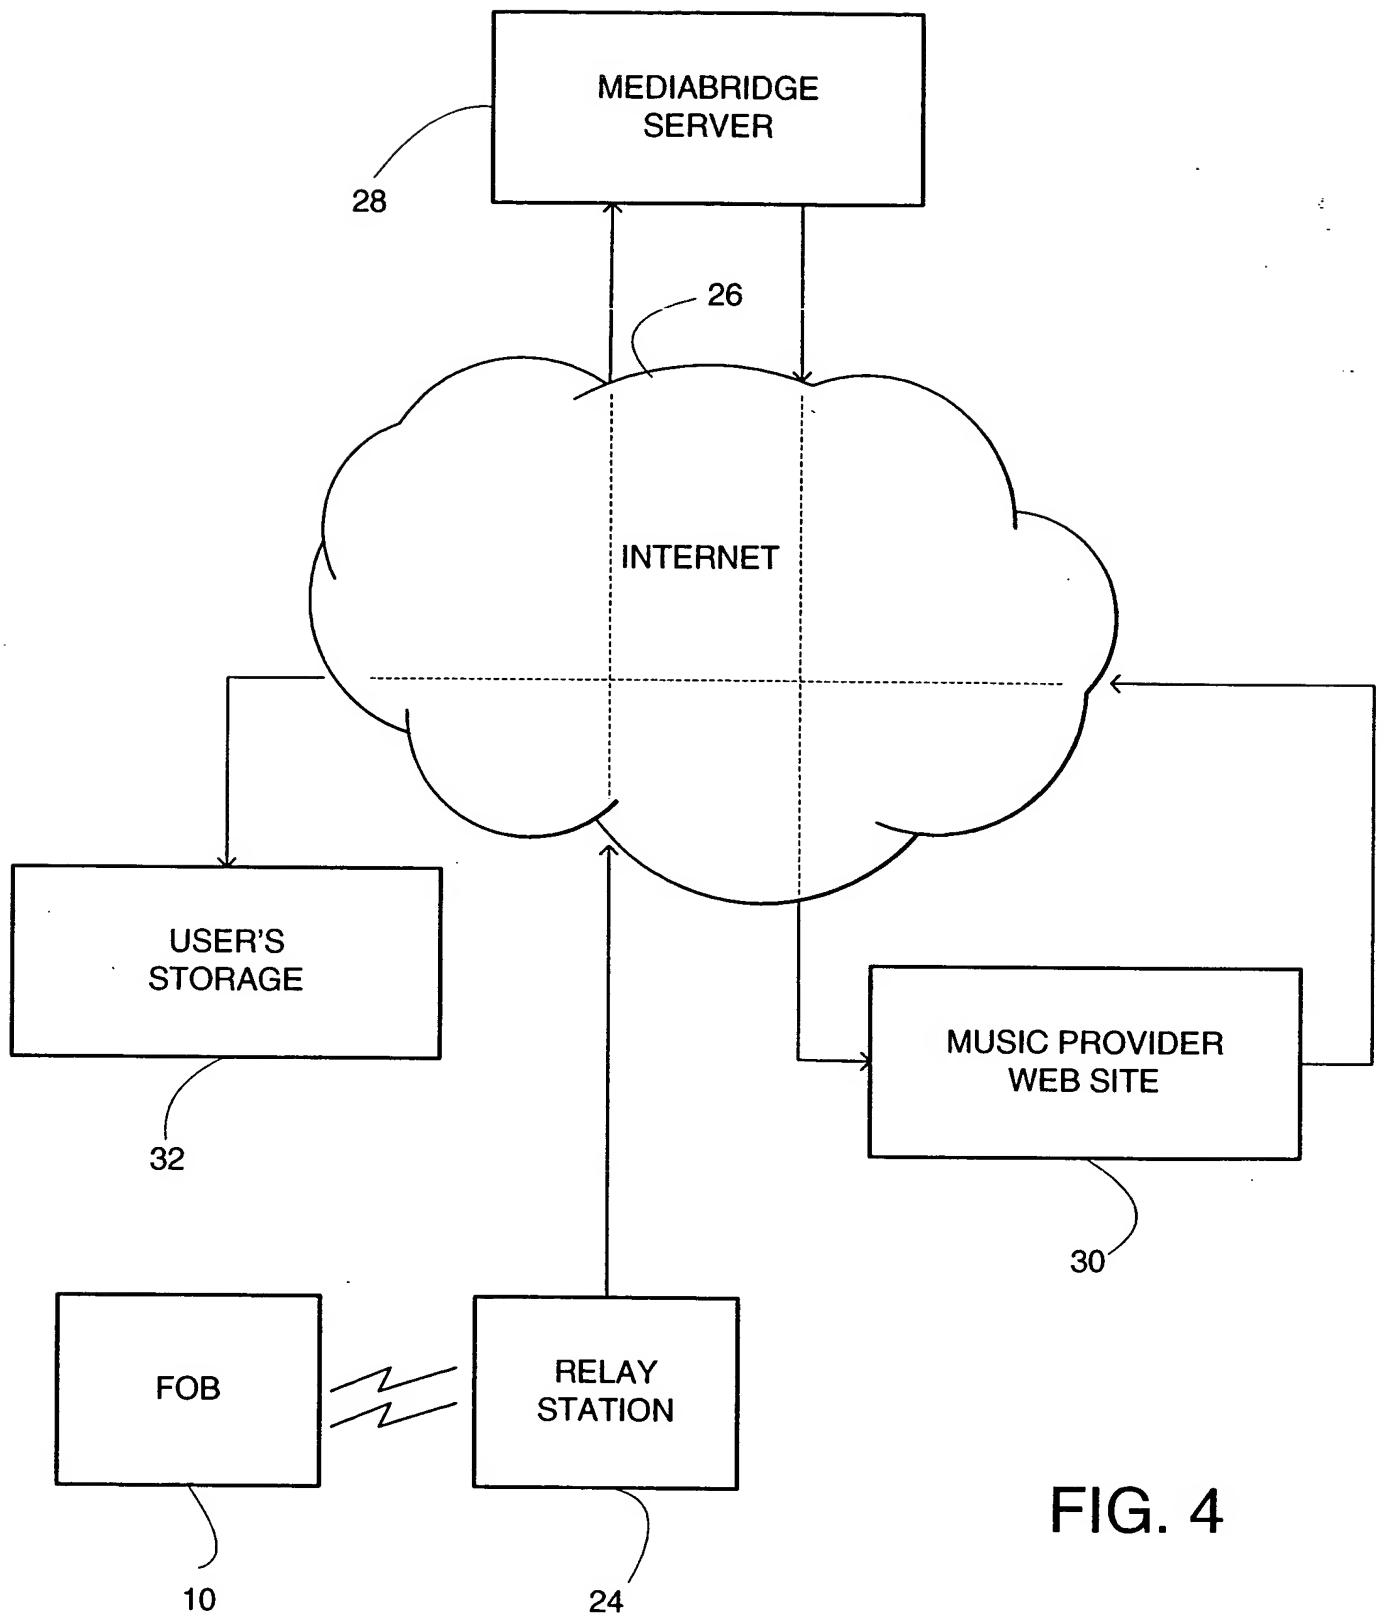 MEDIABRIDGE
SERVER
28
26
INTERNET
USER'S
STORAGE
32
MUSIC PROVIDER
WEB SITE
30
FOB
10
RELAY
STATION
24
FIG. 4